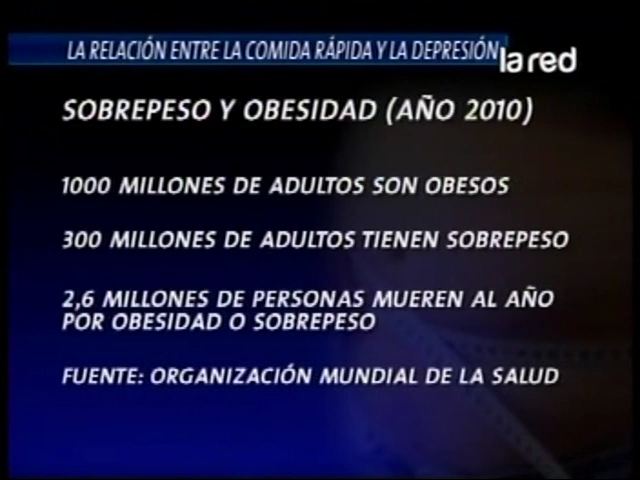 LA RELACIÓN ENTRE LA COMIDA RÁPIDA Y LA DEPRESIÓN
la red
SOBREPESO Y OBESIDAD (AÑO 2010)
1000 MILLONES DE ADULTOS SON OBESOS
300 MILLONES DE ADULTOS TIENEN SOBREPESO
2,6 MILLONES DE PERSONAS MUEREN AL AÑO
POR OBESIDAD O SOBREPESO
FUENTE: ORGANIZACIÓN MUNDIAL DE LA SALUD